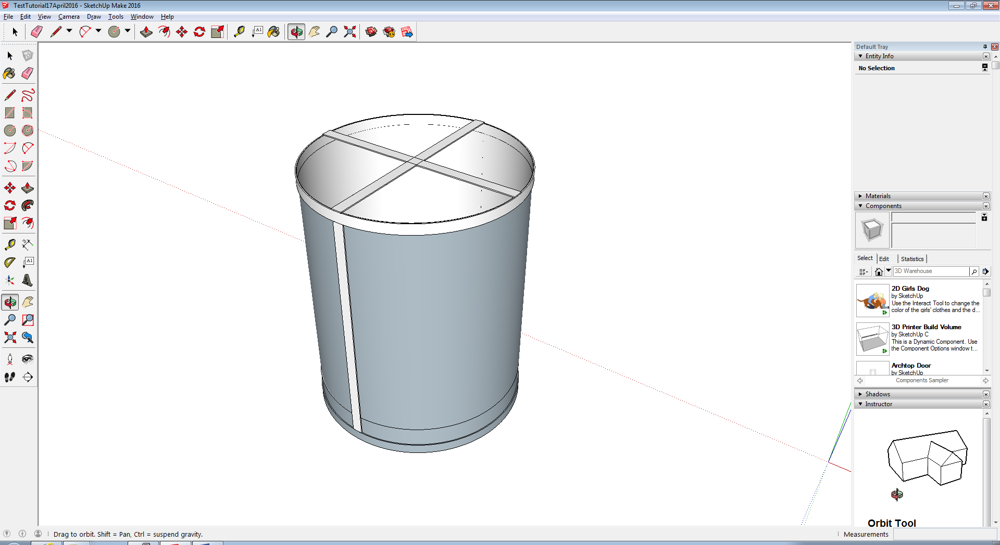 TestTutorial17April2016 - SketchUp Make 2016
File Edit View Camera Draw Tools Window Help
A1
Default Tray
Entity Info
No Selection
Materials
Components
A1
Select Edit Statistics
3D Warehouse
2D Girls Dog
by SketchUp
Use the Interact Tool to change the
color of the girls' clothes and the d...
3D Printer Build Volume
by SketchUp C
This is a Dynamic Component. Use
the Component Options window t...
Archtop Door
by SketchUp
Components Sampler
Shadows
Instructor
Orbit Tool
Drag to orbit. Shift = Pan, Ctrl = suspend gravity.
Measurements